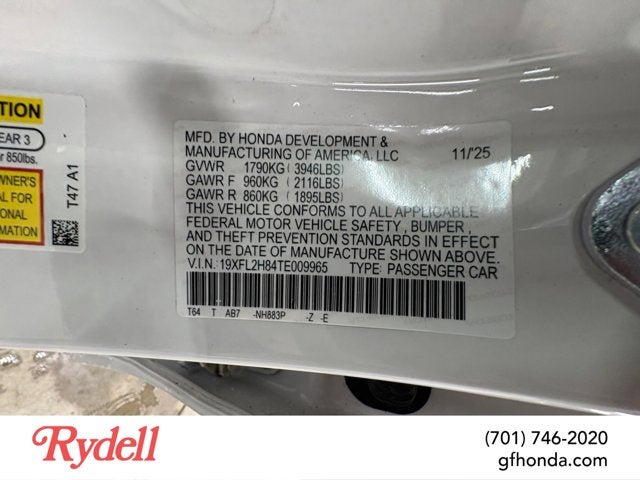 TION
EAR 3
r 850lbs.
WNER'S
AL FOR
ONAL
RMATION
T47 A1
MFD. BY HONDA DEVELOPMENT &
MANUFACTURING OF AMERICA, LLC 11/'25
GVWR 1790KG (3946LBS)
GAWR F 960KG (2116LBS)
GAWR R 860KG (1895LBS)
THIS VEHICLE CONFORMS TO ALL APPLICABLE
FEDERAL MOTOR VEHICLE SAFETY , BUMPER ,
AND THEFT PREVENTION STANDARDS IN EFFECT
ON THE DATE OF MANUFACTURE SHOWN ABOVE.
V.I.N. 19XFL2H84TE009965 TYPE: PASSENGER CAR
T64 T AB7 -NH883P -Z -E
Rydell
(701) 746-2020
gfhonda.com